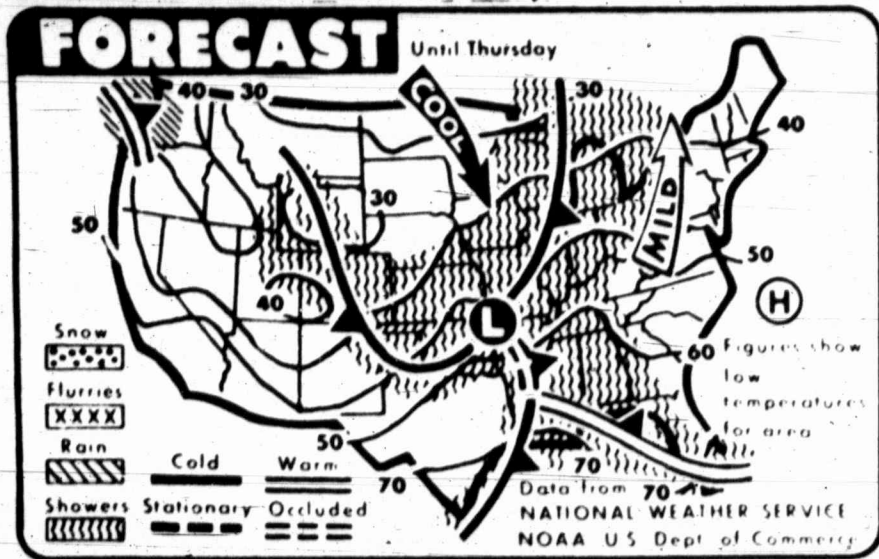 FORECAST
Until Thursday
40 30 30
COOL
40
MILD
50 30
50
H
40
L
Snow
60 Figures show
low
temperatures
for area
Flurries
XXXX
50
Rain
Cold Warm
70 70
Data from 70
Showers Stationary Occluded
NATIONAL WEATHER SERVICE
NOAA US Dept of Commerce